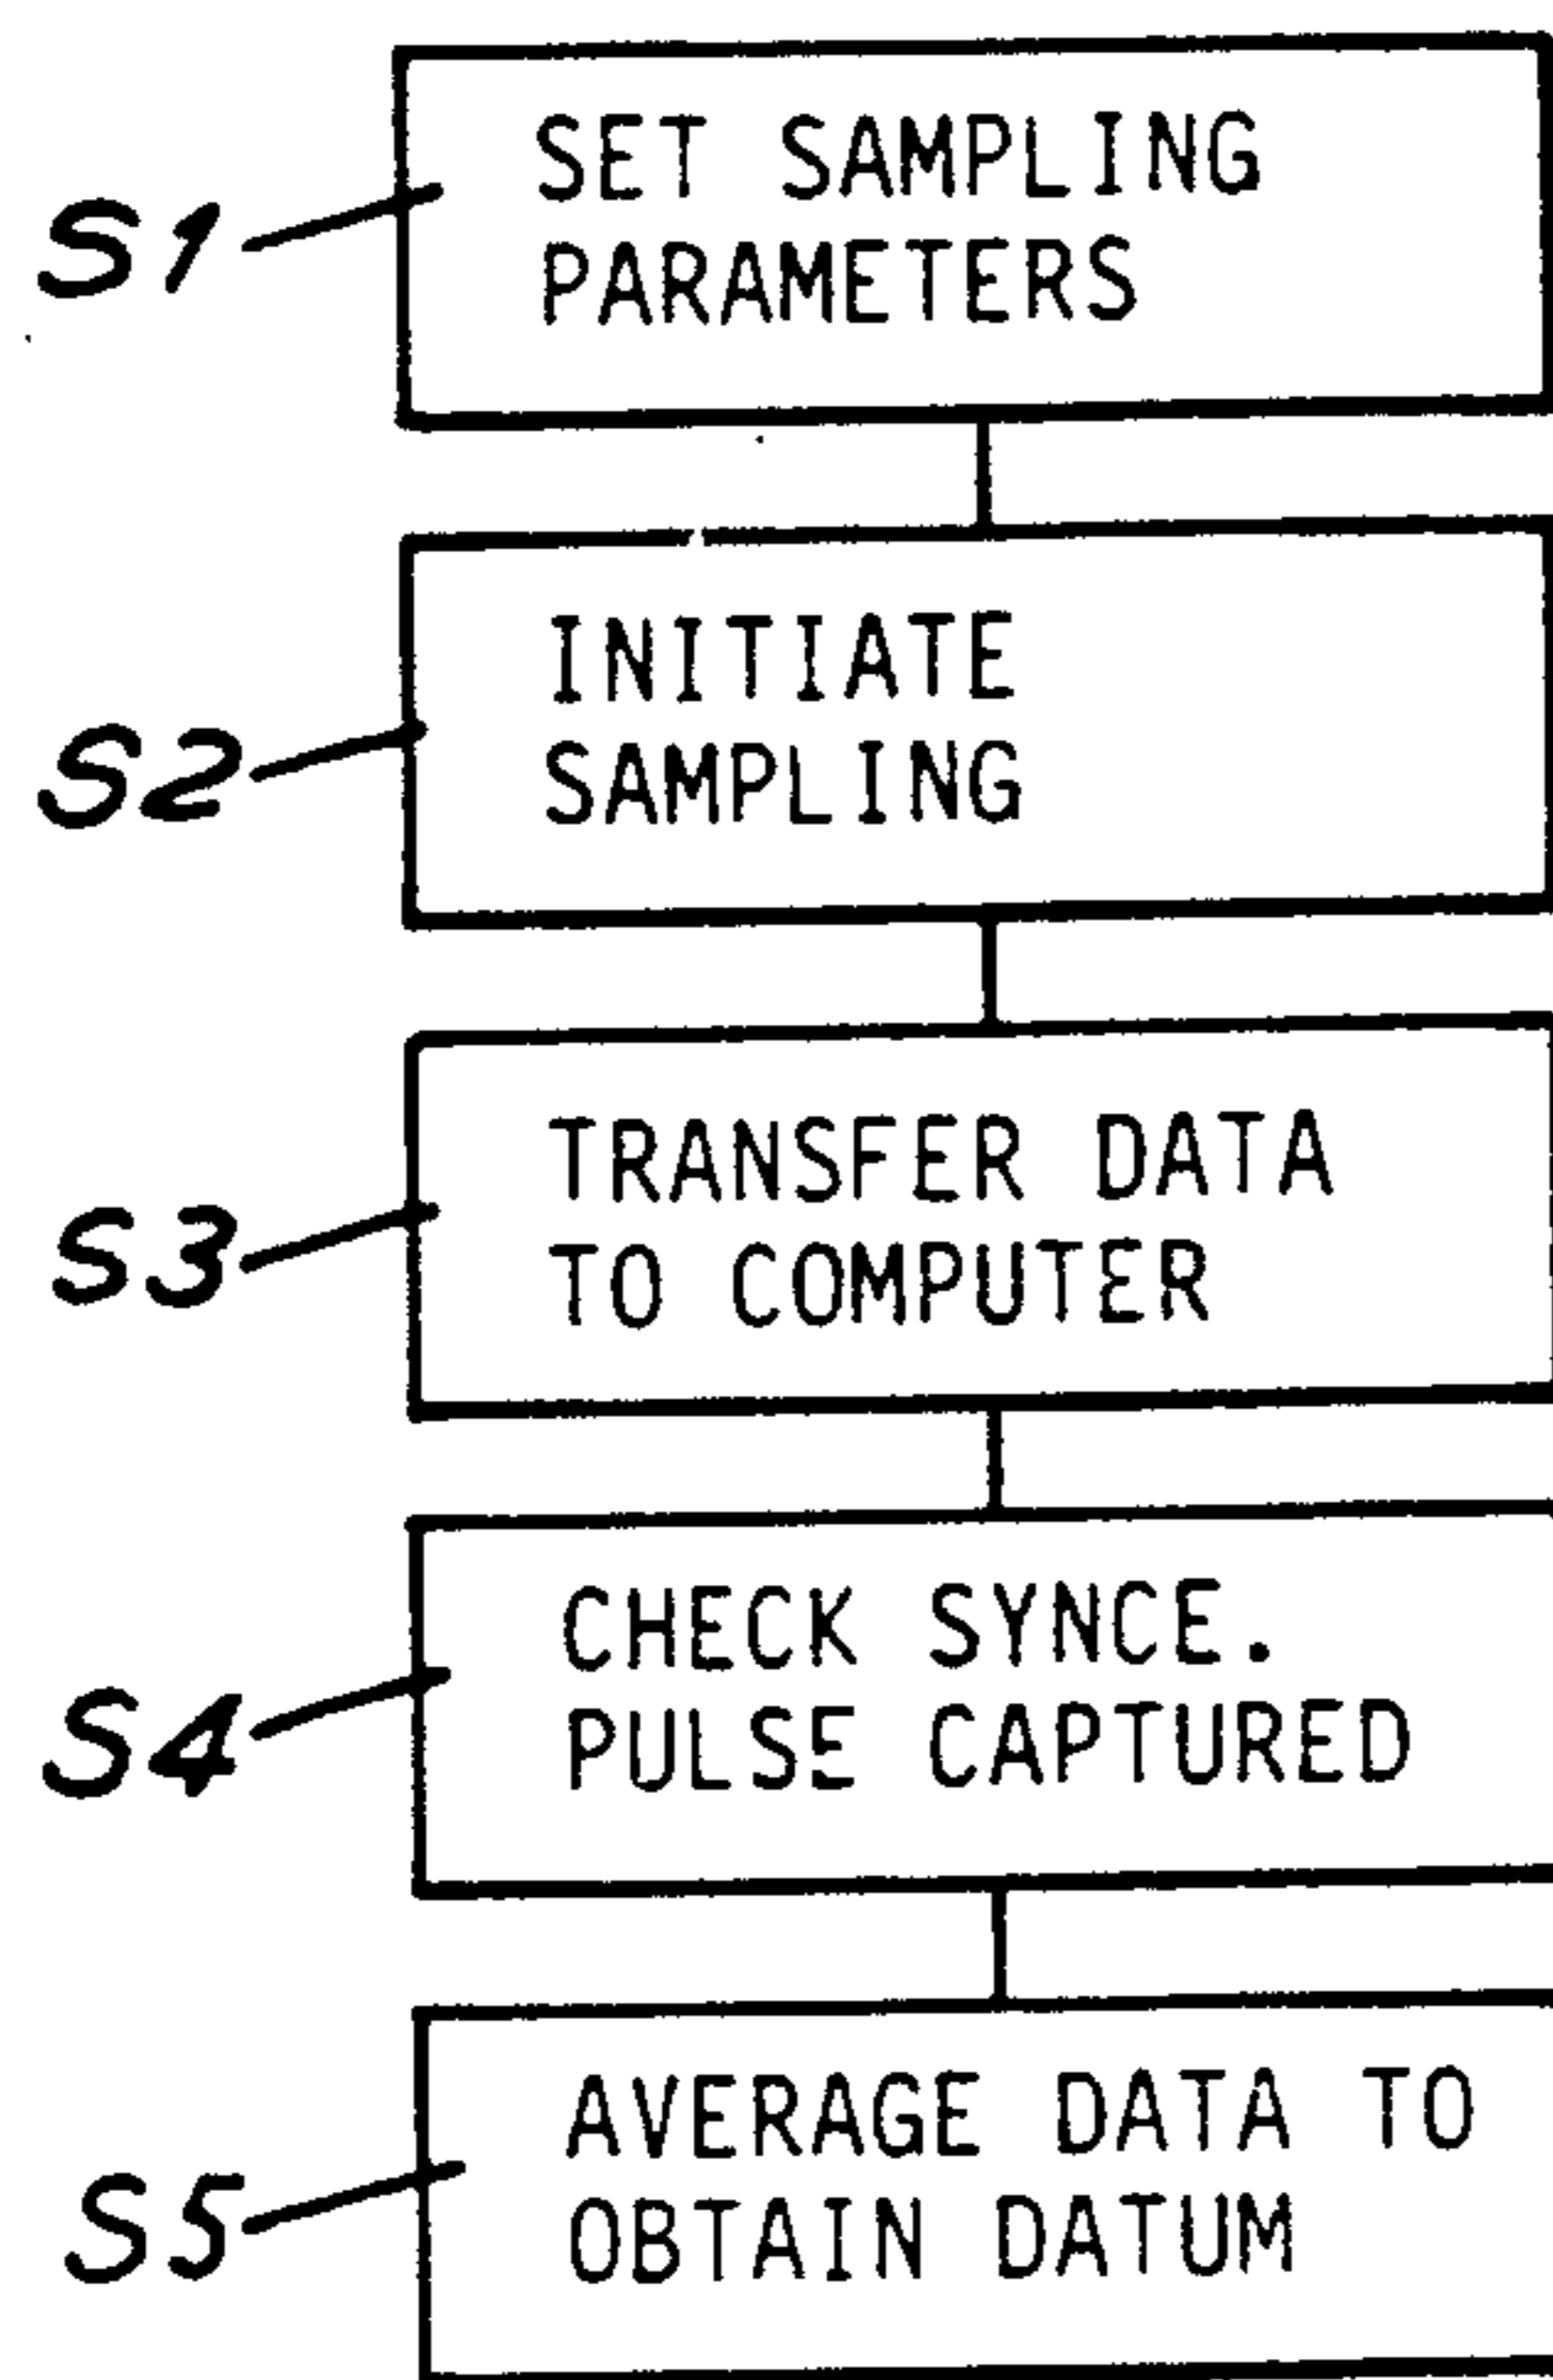 S1
SET SAMPLING
PARAMETERS
S2
INITIATE
SAMPLING
S3
TRANSFER DATA
TO COMPUTER
S4
CHECK SYNCE.
PULSE CAPTURED
S5
AVERAGE DATA TO
OBTAIN DATUM